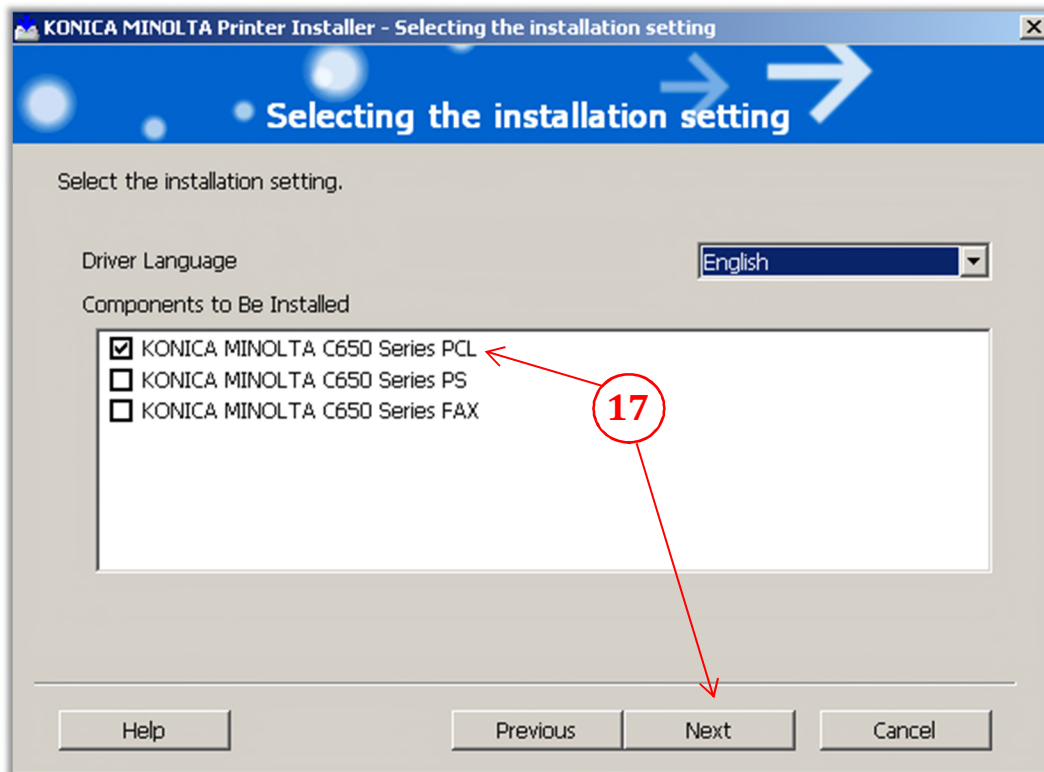 KONICA MINOLTA Printer Installer - Selecting the installation setting
Selecting the installation setting
Select the installation setting.
Driver Language
English
Components to Be Installed
KONICA MINOLTA C650 Series PCL
KONICA MINOLTA C650 Series PS
KONICA MINOLTA C650 Series FAX
17
Help
Previous
Next
Cancel